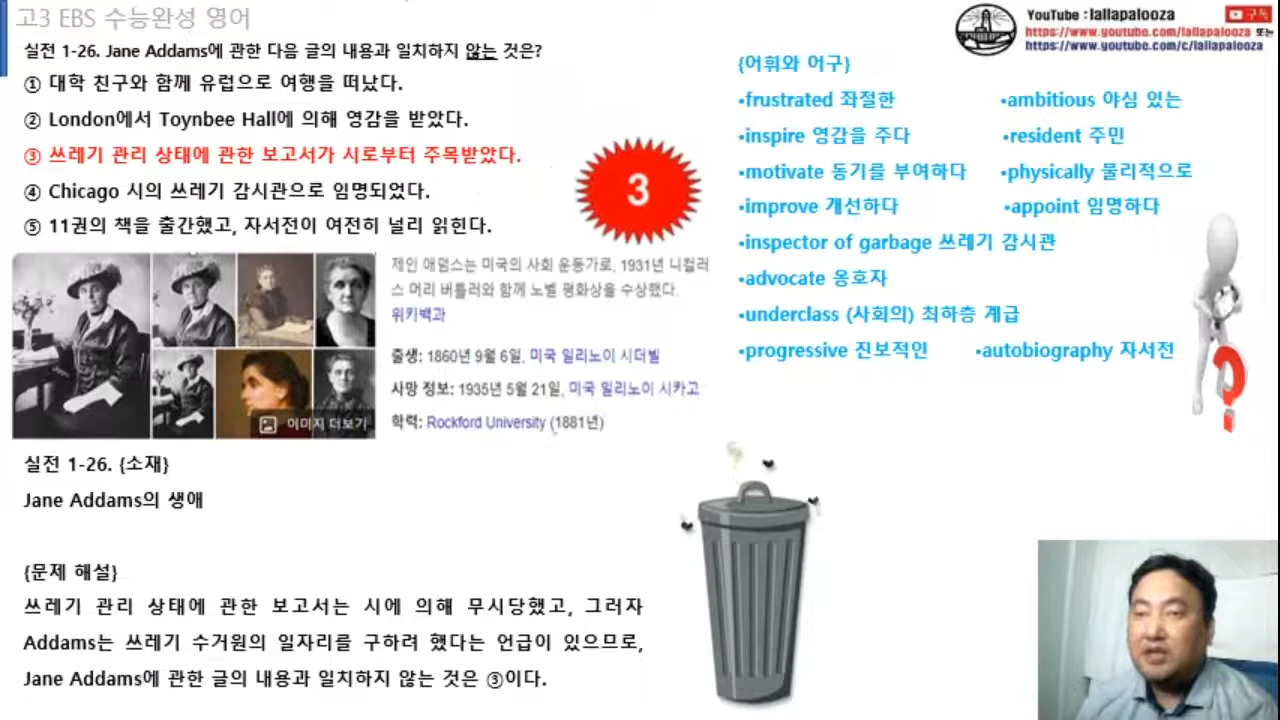 고3 EBS 수능완성 영어
YouTube : lallapalooza
구독
https://www.youtube.com/lallapalooza 또는
https://www.youtube.com/c/lallapalooza
실전 1-26. Jane Addams에 관한 다음 글의 내용과 일치하지 않는 것은?
① 대학 친구와 함께 유럽으로 여행을 떠났다.
② London에서 Toynbee Hall에 의해 영감을 받았다.
③ 쓰레기 관리 상태에 관한 보고서가 시로부터 주목받았다.
④ Chicago 시의 쓰레기 감시관으로 임명되었다.
⑤ 11권의 책을 출간했고, 자서전이 여전히 널리 읽힌다.
3
{어휘와 어구}
•frustrated 좌절한 •ambitious 야심 있는
•inspire 영감을 주다 •resident 주민
•motivate 동기를 부여하다 •physically 물리적으로
•improve 개선하다 •appoint 임명하다
•inspector of garbage 쓰레기 감시관
•advocate 옹호자
•underclass (사회의) 최하층 계급
•progressive 진보적인 •autobiography 자서전
제인 애덤스는 미국의 사회 운동가로, 1931년 니컬러
스 머리 버틀러와 함께 노벨 평화상을 수상했다.
위키백과
출생: 1860년 9월 6일, 미국 일리노이 시더빌
사망 정보: 1935년 5월 21일, 미국 일리노이 시카고
학력: Rockford University (1881년)
이미지 더보기
실전 1-26. {소재}
Jane Addams의 생애
{문제 해설}
쓰레기 관리 상태에 관한 보고서는 시에 의해 무시당했고, 그러자
Addams는 쓰레기 수거원의 일자리를 구하려 했다는 언급이 있으므로,
Jane Addams에 관한 글의 내용과 일치하지 않는 것은 ③이다.